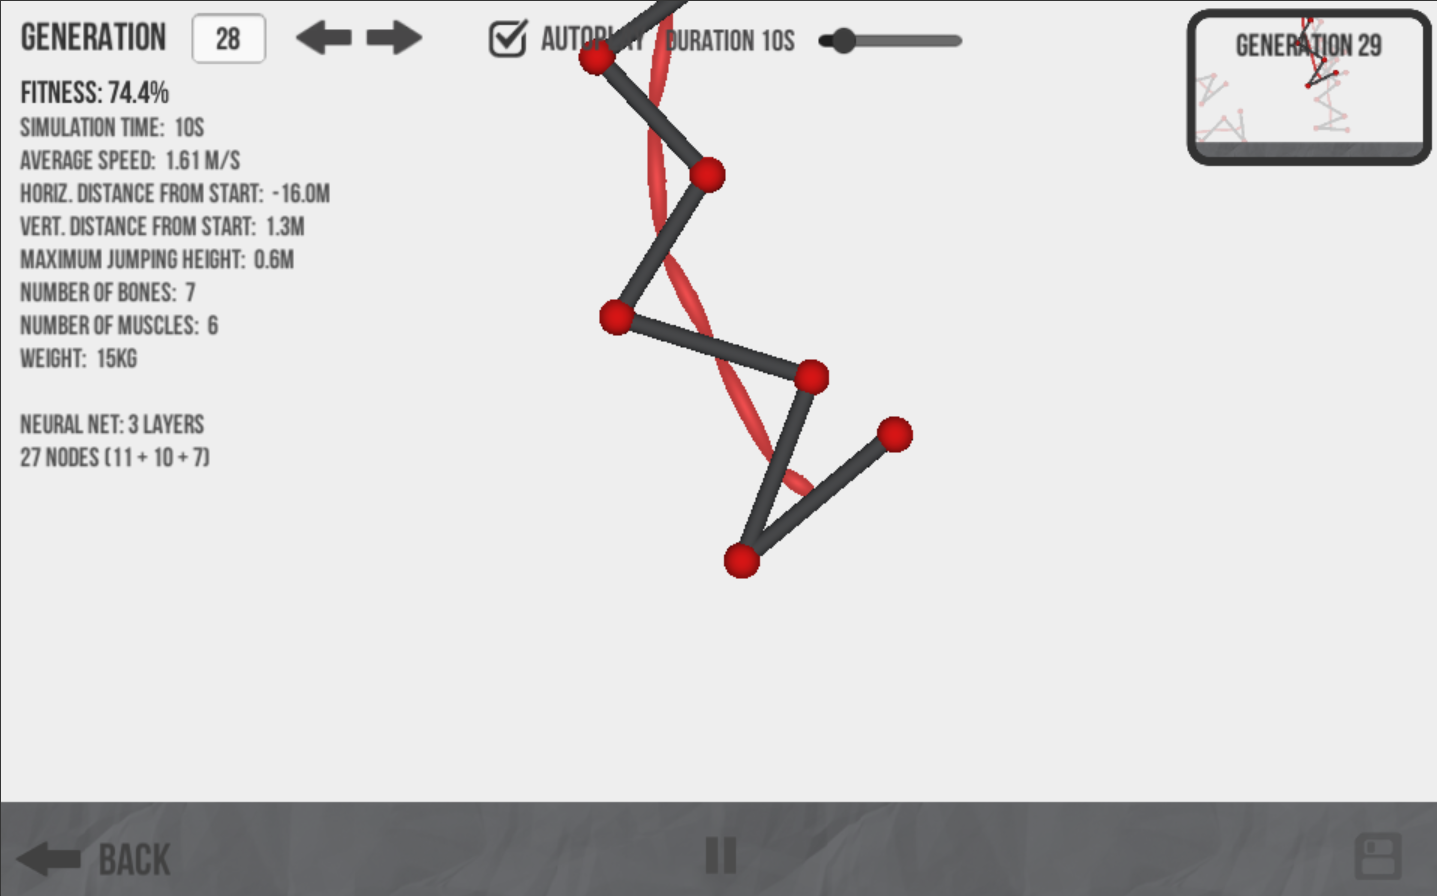 GENERATION 28
AUTOPLAY DURATION 10S
GENERATION 29
FITNESS: 74.4%
SIMULATION TIME: 10S
AVERAGE SPEED: 1.61 M/S
HORIZ. DISTANCE FROM START: -16.0M
VERT. DISTANCE FROM START: 1.3M
MAXIMUM JUMPING HEIGHT: 0.6M
NUMBER OF BONES: 7
NUMBER OF MUSCLES: 6
WEIGHT: 15KG
NEURAL NET: 3 LAYERS
27 NODES (11 + 10 + 7)
BACK